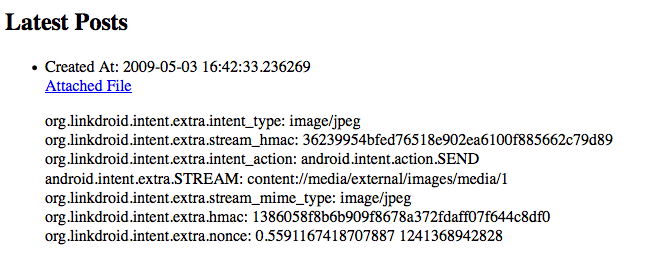 Latest Posts
Created At: 2009-05-03 16:42:33.236269
Attached File
org.linkdroid.intent.extra.intent_type: image/jpeg
org.linkdroid.intent.extra.stream_hmac: 36239954bfed76518e902ea6100f885662c79d89
org.linkdroid.intent.extra.intent_action: android.intent.action.SEND
android.intent.extra.STREAM: content://media/external/images/media/1
org.linkdroid.intent.extra.stream_mime_type: image/jpeg
org.linkdroid.intent.extra.hmac: 1386058f8b6b909f8678a372fdaff07f644c8df0
org.linkdroid.intent.extra.nonce: 0.5591167418707887 1241368942828